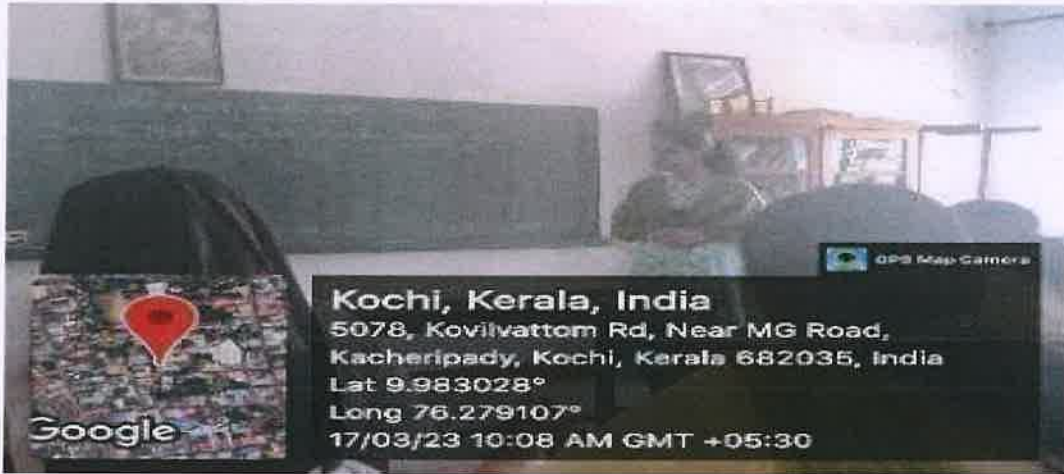 GPS Map Camera
Kochi, Kerala, India
5078, Kovilvattom Rd, Near MG Road,
Kacheripady, Kochi, Kerala 682035, India
Lat 9.983028°
Long 76.279107°
17/03/23 10:08 AM GMT +05:30
Google